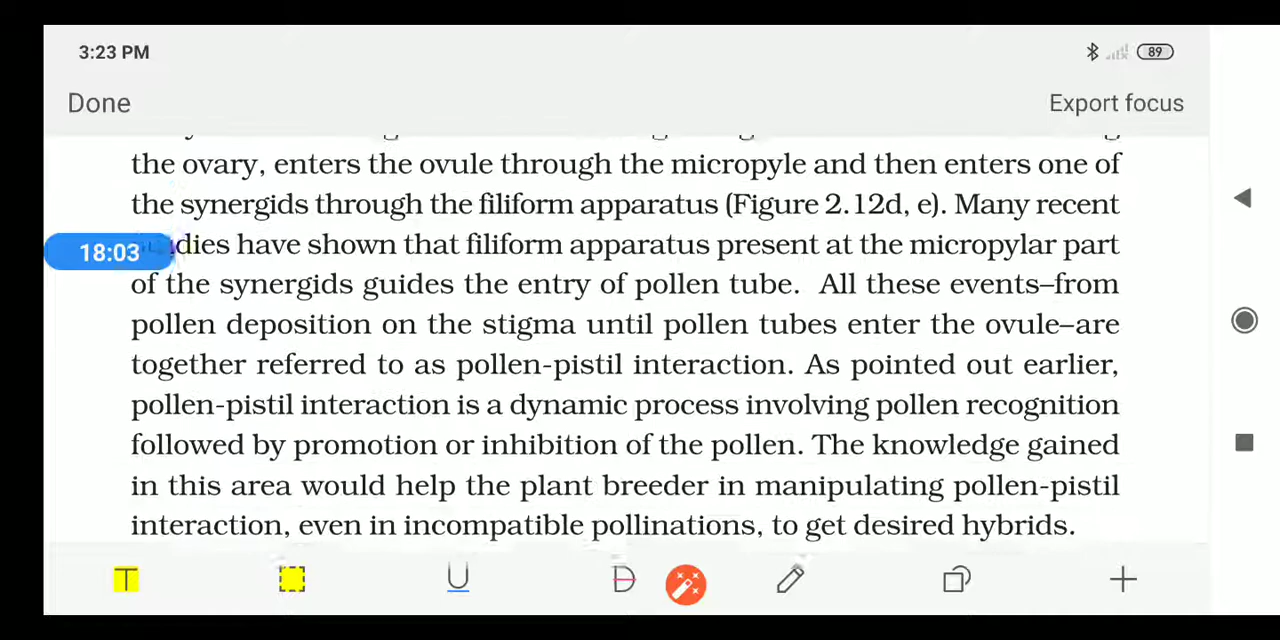 3:23 PM
89
Done
Export focus
the ovary, enters the ovule through the micropyle and then enters one of
the synergids through the filiform apparatus (Figure 2.12d, e). Many recent
18:03
dies have shown that filiform apparatus present at the micropylar part
of the synergids guides the entry of pollen tube. All these events–from
pollen deposition on the stigma until pollen tubes enter the ovule–are
together referred to as pollen-pistil interaction. As pointed out earlier,
pollen-pistil interaction is a dynamic process involving pollen recognition
followed by promotion or inhibition of the pollen. The knowledge gained
in this area would help the plant breeder in manipulating pollen-pistil
interaction, even in incompatible pollinations, to get desired hybrids.
T
U
D